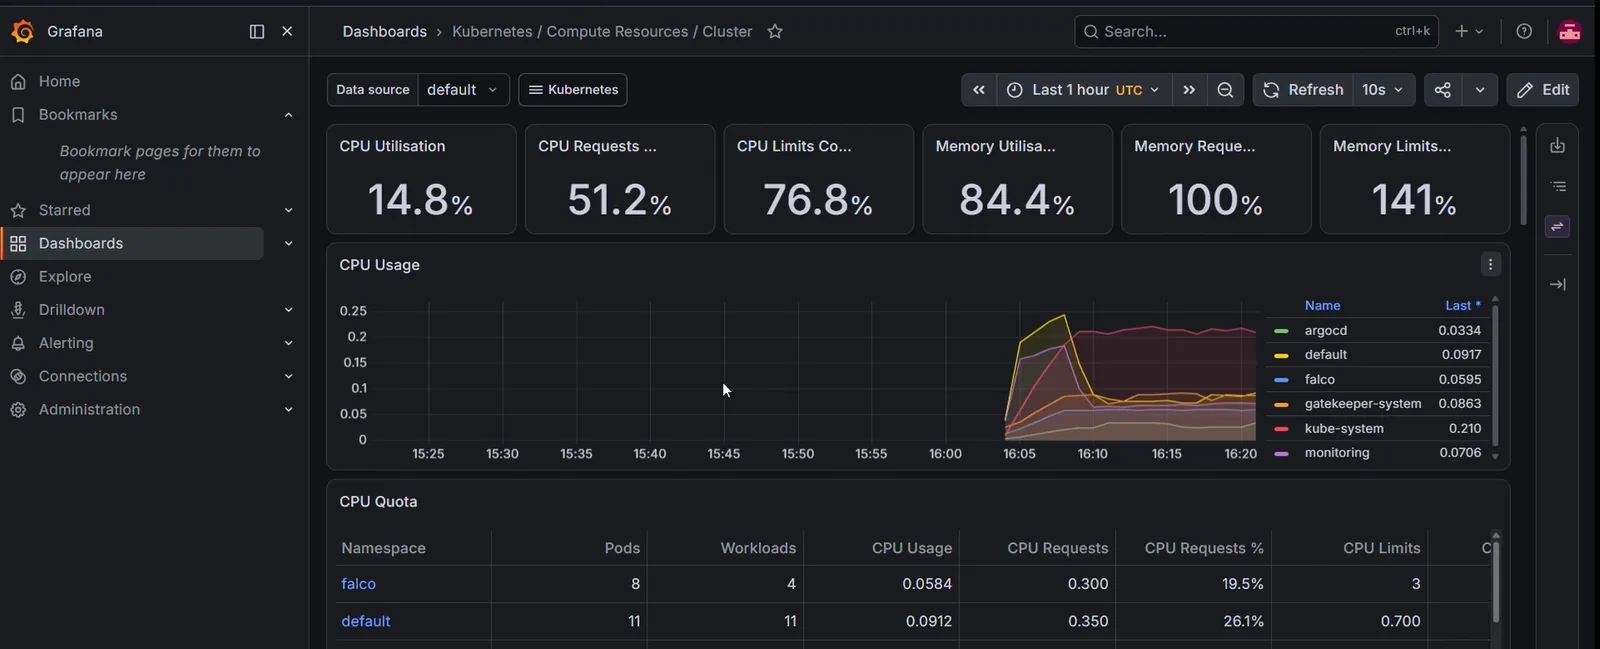 Grafana
Dashboards › Kubernetes / Compute Resources / Cluster
Search...
ctrl+k
Home
Bookmarks
Bookmark pages for them to
appear here
Starred
Dashboards
Explore
Drilldown
Alerting
Connections
Administration
Data source
default
Kubernetes
Last 1 hour UTC
Refresh
10s
Edit
CPU Utilisation
14.8%
CPU Requests ...
51.2%
CPU Limits Co...
76.8%
Memory Utilisa...
84.4%
Memory Reque...
100%
Memory Limits...
141%
CPU Usage
0.25
0.2
0.15
0.1
0.05
0
15:25 15:30 15:35 15:40 15:45 15:50 15:55 16:00 16:05 16:10 16:15 16:20
Name Last *
argocd 0.0334
default 0.0917
falco 0.0595
gatekeeper-system 0.0863
kube-system 0.210
monitoring 0.0706
CPU Quota
Namespace Pods Workloads CPU Usage CPU Requests CPU Requests % CPU Limits C
falco 8 4 0.0584 0.300 19.5% 3
default 11 11 0.0912 0.350 26.1% 0.700